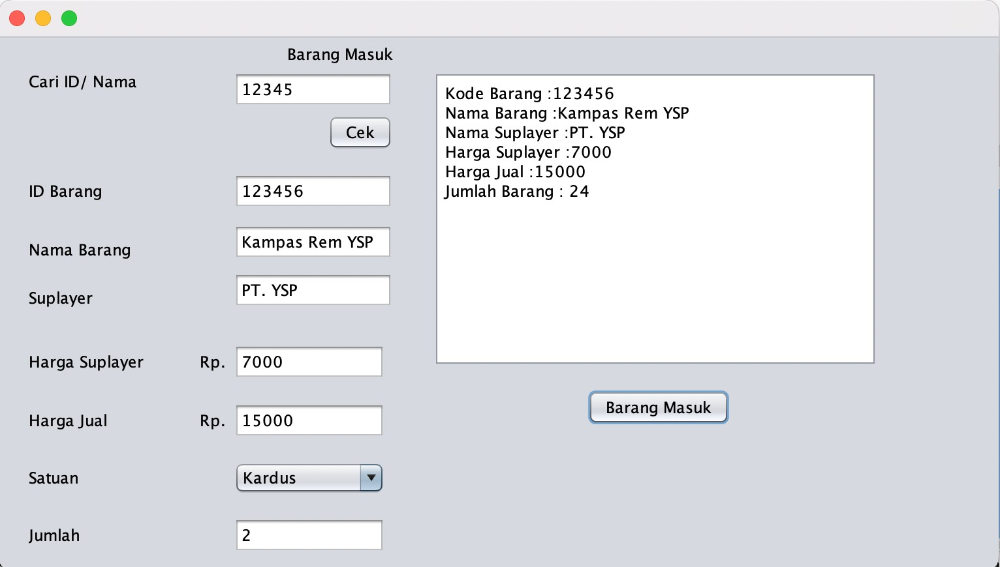 Barang Masuk
Cari ID/ Nama
12345
Cek
ID Barang
123456
Nama Barang
Kampas Rem YSP
Suplayer
PT. YSP
Harga Suplayer
Rp.
7000
Harga Jual
Rp.
15000
Satuan
Kardus
Jumlah
2
Kode Barang :123456
Nama Barang :Kampas Rem YSP
Nama Suplayer :PT. YSP
Harga Suplayer :7000
Harga Jual :15000
Jumlah Barang : 24
Barang Masuk